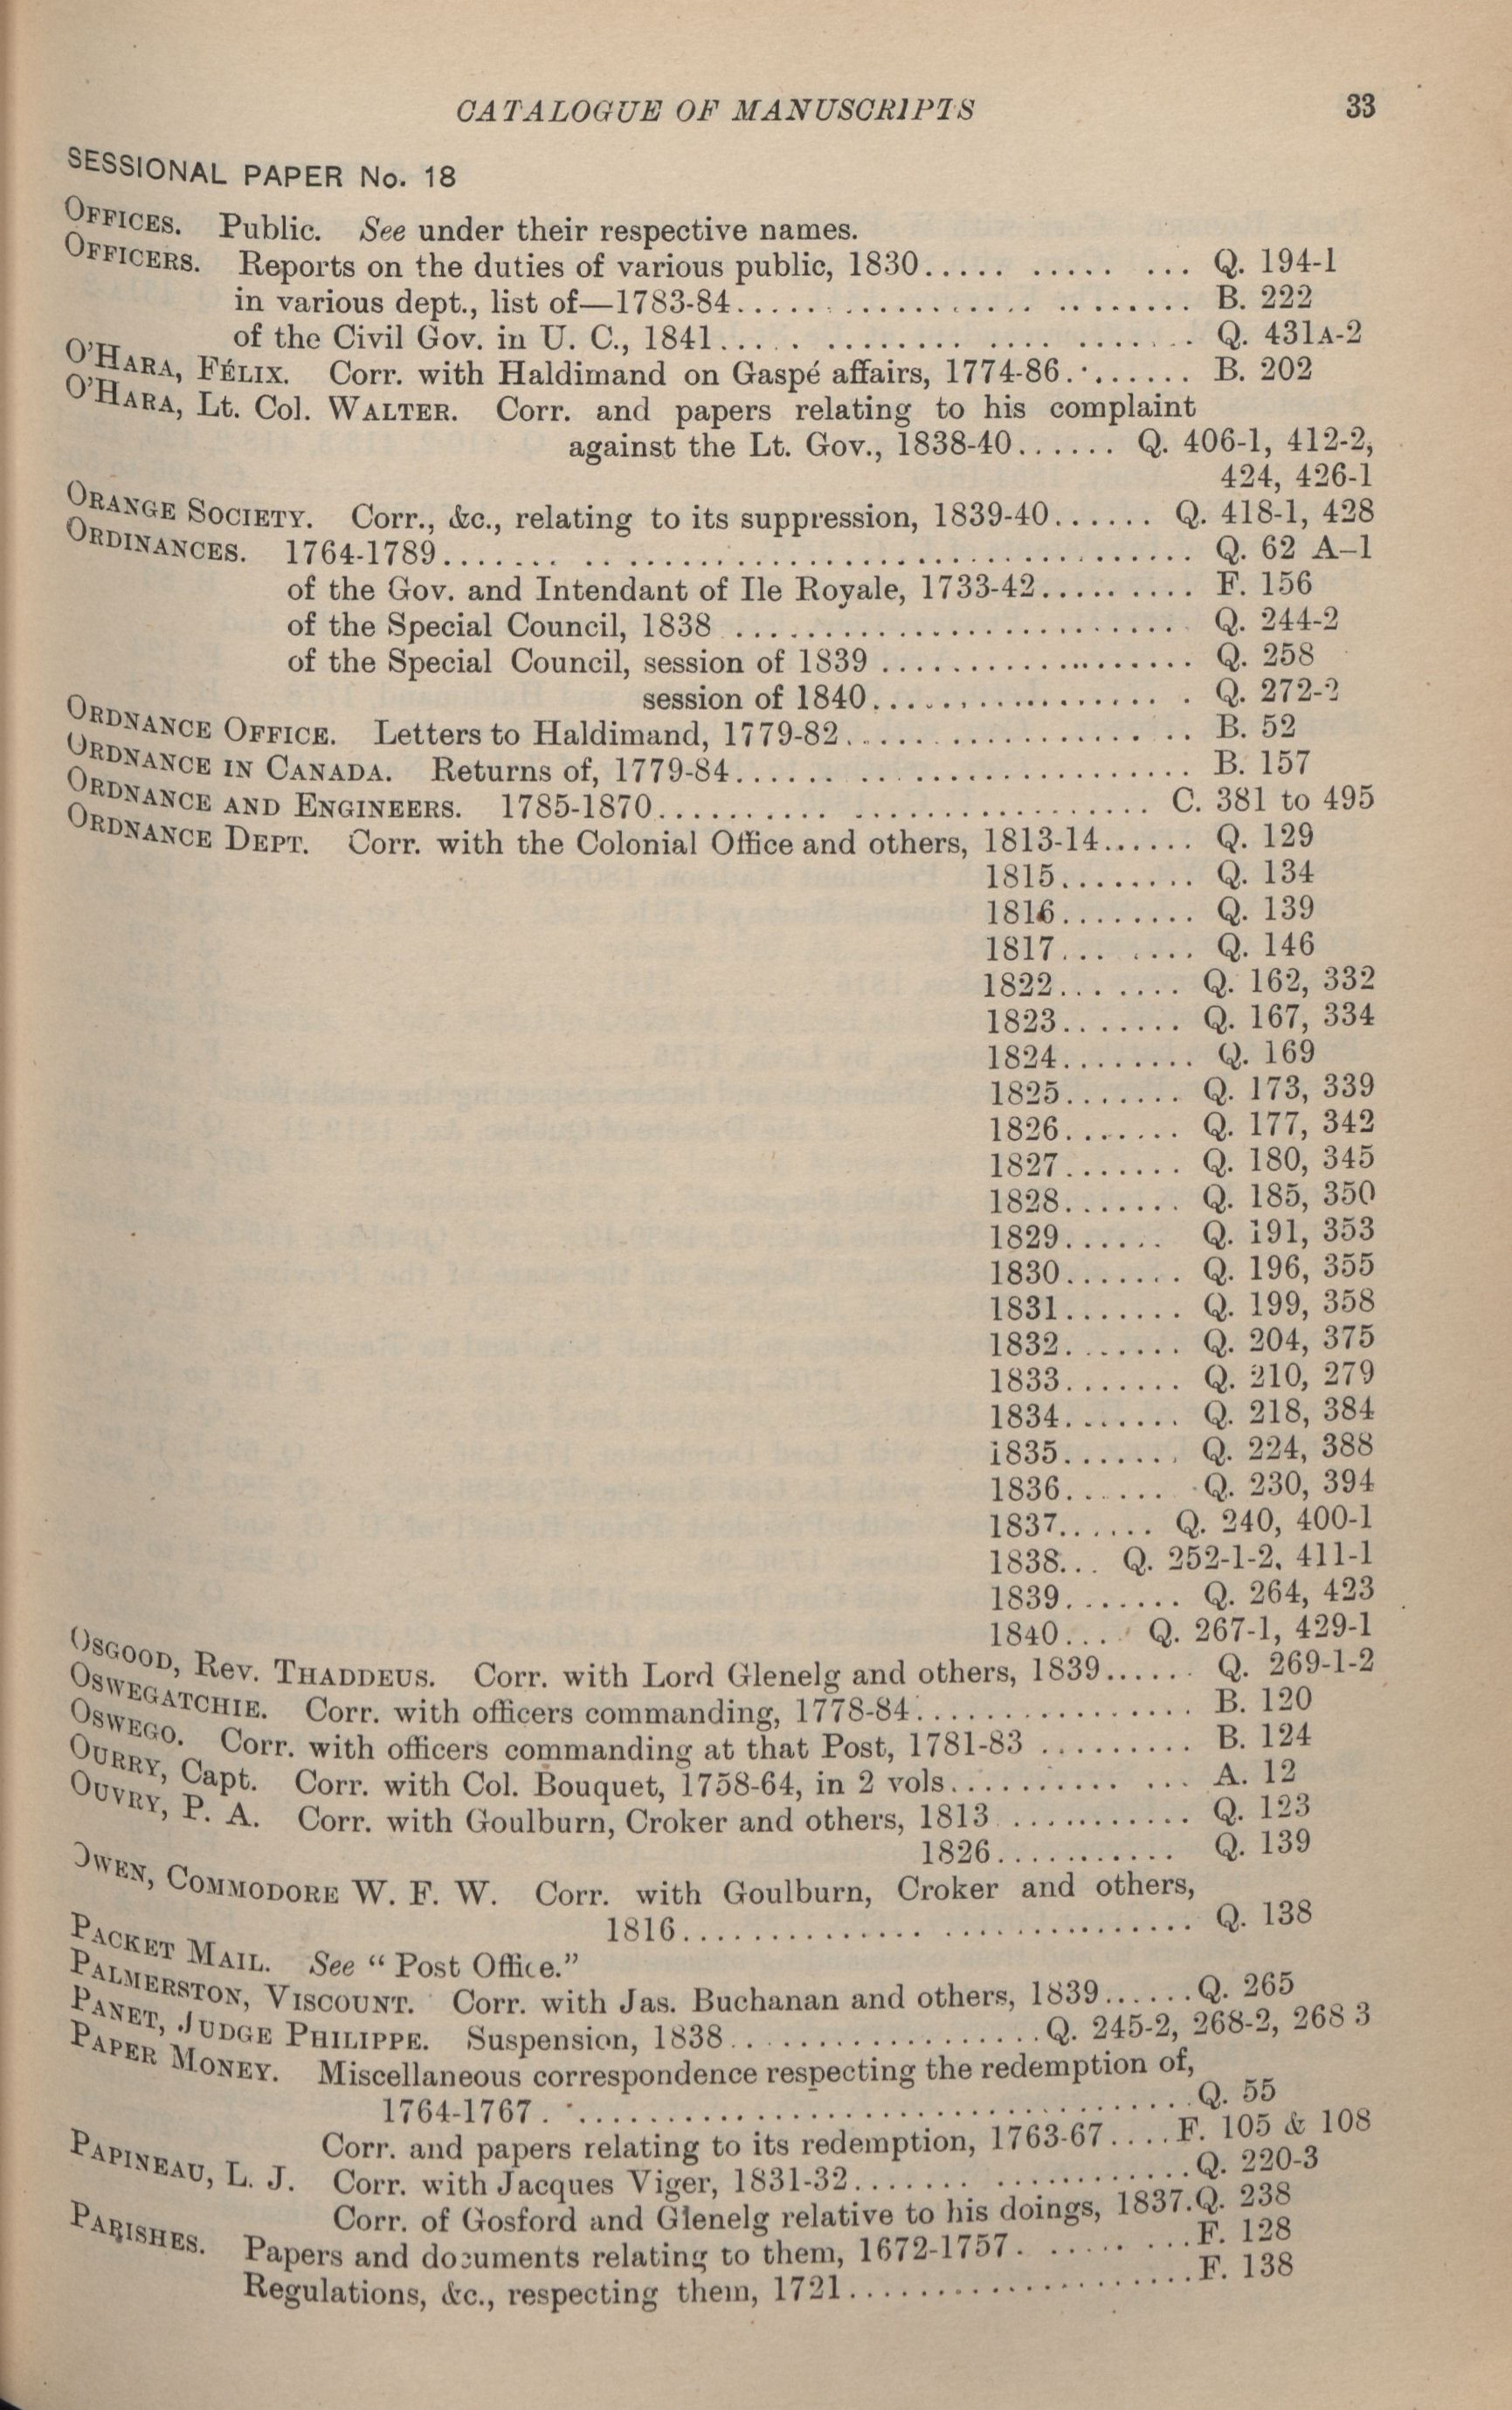 CATALOGUE OF MANUSCRIPTS 33
SESSIONAL PAPER No. 18
OFFICES. Public. See under their respective names.
OFFICERS. Reports on the duties of various public, 1830..... ..... ... Q. 194-1
in various dept., list of—1783-84.......................... B. 222
of the Civil Gov. in U. C., 1841.......................... Q. 431A-2
O'HARA, FÉLIX. Corr. with Haldimand on Gaspé affairs, 1774-86........ B. 202
O'HARA, Lt. Col. WALTER. Corr. and papers relating to his complaint
against the Lt. Gov., 1838-40...... Q. 406-1, 412-2,
424, 426-1
ORANGE SOCIETY. Corr., &c., relating to its suppression, 1839-40...... Q. 418-1, 428
ORDINANCES. 1764-1789.......................................... Q. 62 A-1
of the Gov. and Intendant of Ile Royale, 1733-42......... F. 156
of the Special Council, 1838 .......................... Q. 244-2
of the Special Council, session of 1839 .................. Q. 258
session of 1840.................. Q. 272-2
ORDNANCE OFFICE. Letters to Haldimand, 1779-82.................... B. 52
ORDNANCE IN CANADA. Returns of, 1779-84.......................... B. 157
ORDNANCE AND ENGINEERS. 1785-1870............................ C. 381 to 495
ORDNANCE DEPT. Corr. with the Colonial Office and others, 1813-14...... Q. 129
1815........ Q. 134
1816........ Q. 139
1817........ Q. 146
1822....... Q. 162, 332
1823....... Q. 167, 334
1824........ Q. 169
1825....... Q. 173, 339
1826....... Q. 177, 342
1827....... Q. 180, 345
1828....... Q. 185, 350
1829...... Q. 191, 353
1830....... Q. 196, 355
1831....... Q. 199, 358
1832....... Q. 204, 375
1833....... Q. 210, 279
1834....... Q. 218, 384
1835....... Q. 224, 388
1836...... Q. 230, 394
1837...... Q. 240, 400-1
1838... Q. 252-1-2, 411-1
1839....... Q. 264, 423
1840.... Q. 267-1, 429-1
OSGOOD, Rev. THADDEUS. Corr. with Lord Glenelg and others, 1839...... Q. 269-1-2
OSWEGATCHIE. Corr. with officers commanding, 1778-84................ B. 120
OSWEGO. Corr. with officers commanding at that Post, 1781-83 ......... B. 124
OURRY, Capt. Corr. with Col. Bouquet, 1758-64, in 2 vols.......... ... A. 12
OUVRY, P. A. Corr. with Goulburn, Croker and others, 1813 ........... Q. 123
1826........... Q. 139
OWEN, COMMODORE W. F. W. Corr. with Goulburn, Croker and others,
1816............................ Q. 138
PACKET MAIL. See "Post Office."
PALMERSTON, VISCOUNT. Corr. with Jas. Buchanan and others, 1839......Q. 265
PANET, JUDGE PHILIPPE. Suspension, 1838..................Q. 245-2, 268-2, 268 3
PAPER MONEY. Miscellaneous correspondence respecting the redemption of,
1764-1767 ......................................Q. 55
Corr. and papers relating to its redemption, 1763-67....F. 105 & 108
PAPINEAU, L. J. Corr. with Jacques Viger, 1831-32...................Q. 220-3
Corr. of Gosford and Glenelg relative to his doings, 1837.Q. 238
PARISHES. Papers and documents relating to them, 1672-1757. ..... ...F. 128
Regulations, &c., respecting them, 1721....................F. 138